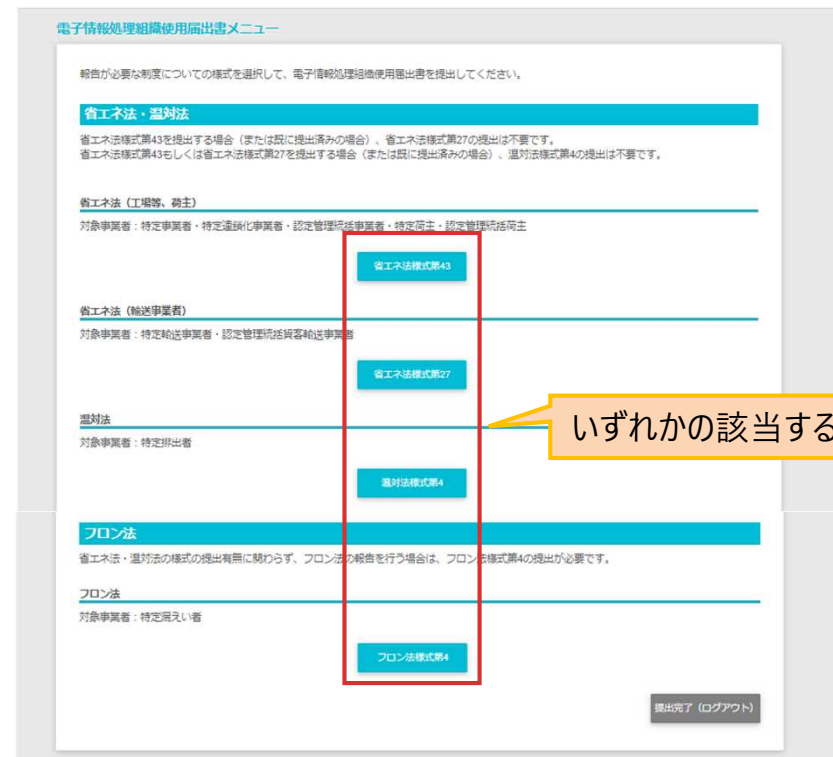 電子情報処理組織使用届出書メニュー
報告が必要な制度についての様式を選択して、電子情報処理組織使用届出書を提出してください。
省エネ法・温対法
省エネ法様式第43を提出する場合（または既に提出済みの場合）、省エネ法様式第27の提出は不要です。
省エネ法様式第43もしくは省エネ法様式第27を提出する場合（または既に提出済みの場合）、温対法様式第4の提出は不要です。
省エネ法（工場等、荷主）
対象事業者：特定事業者・特定連鎖化事業者・認定管理統括事業者・特定荷主・認定管理統括荷主
省エネ法様式第43
省エネ法（輸送事業者）
対象事業者：特定輸送事業者・認定管理統括貨客輸送事業者
省エネ法様式第27
温対法
いずれかの該当する
対象事業者：特定排出者
温対法様式第4
フロン法
省エネ法・温対法の様式の提出有無に関わらず、フロン法の報告を行う場合は、フロン法様式第4の提出が必要です。
フロン法
対象事業者：特定漏えい者
フロン法様式第4
提出完了（ログアウト）